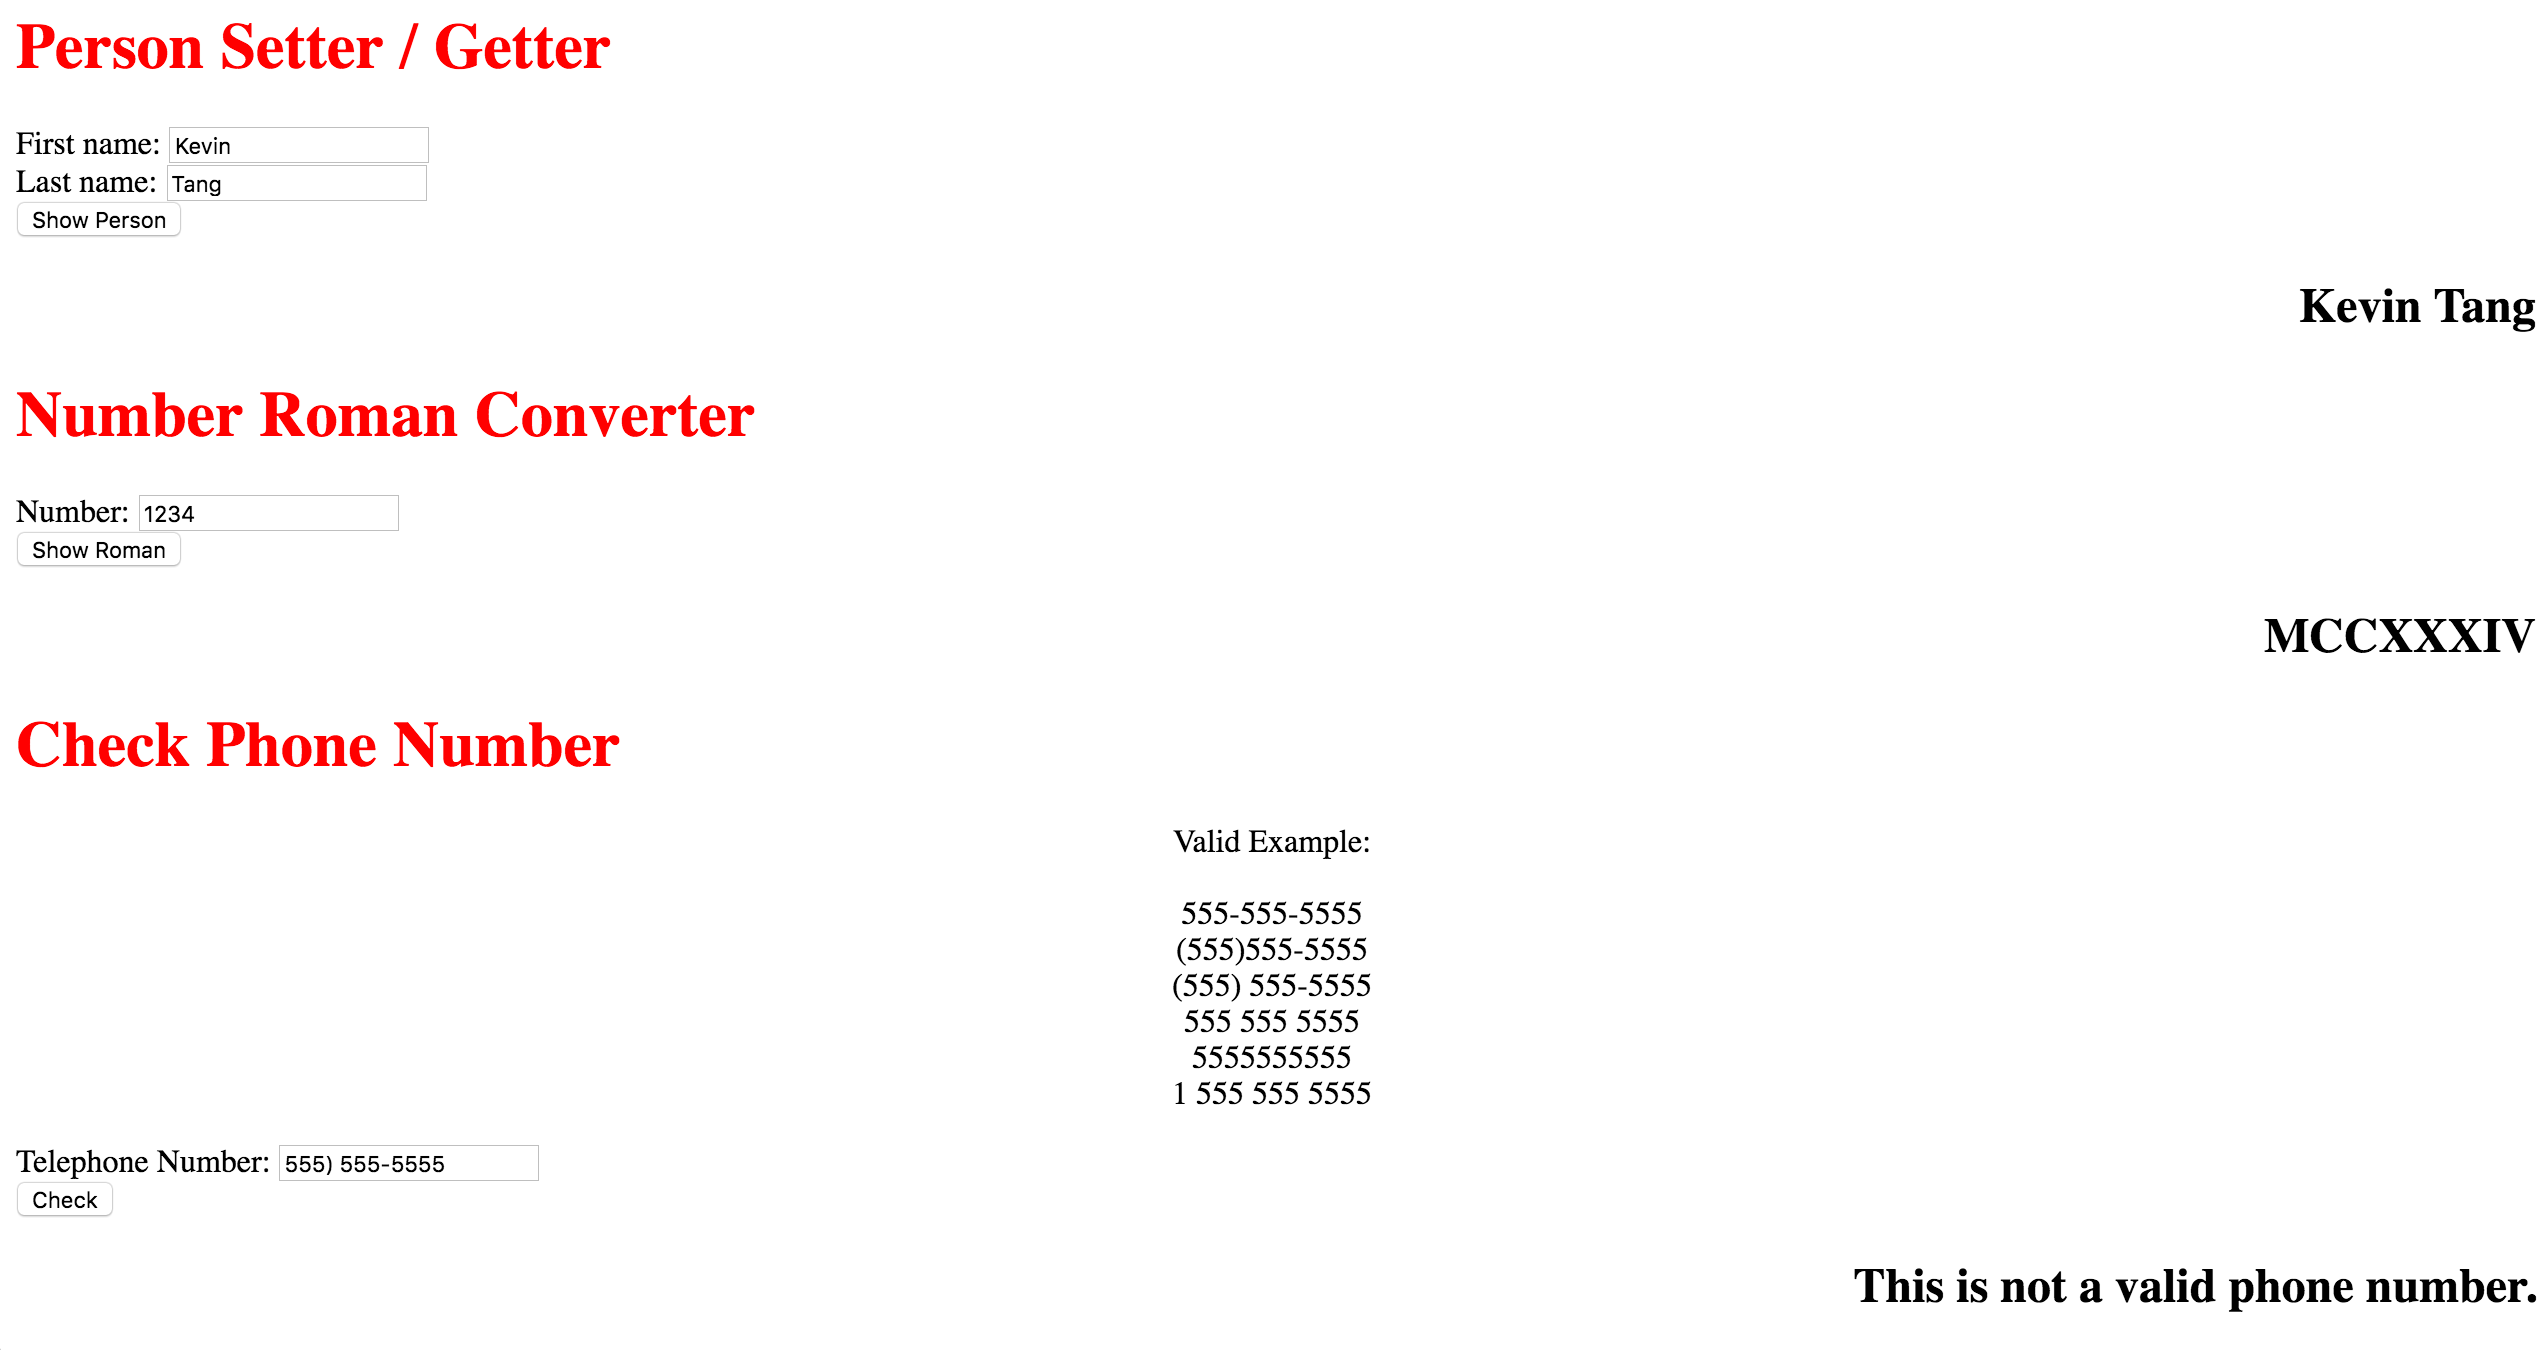 Person Setter / Getter
First name: Kevin
Last name: Tang
Show Person
Kevin Tang
Number Roman Converter
Number: 1234
Show Roman
MCCXXXIV
Check Phone Number
Valid Example:
555-555-5555
(555)555-5555
(555) 555-5555
555 555 5555
5555555555
1 555 555 5555
Telephone Number: 555) 555-5555
Check
This is not a valid phone number.